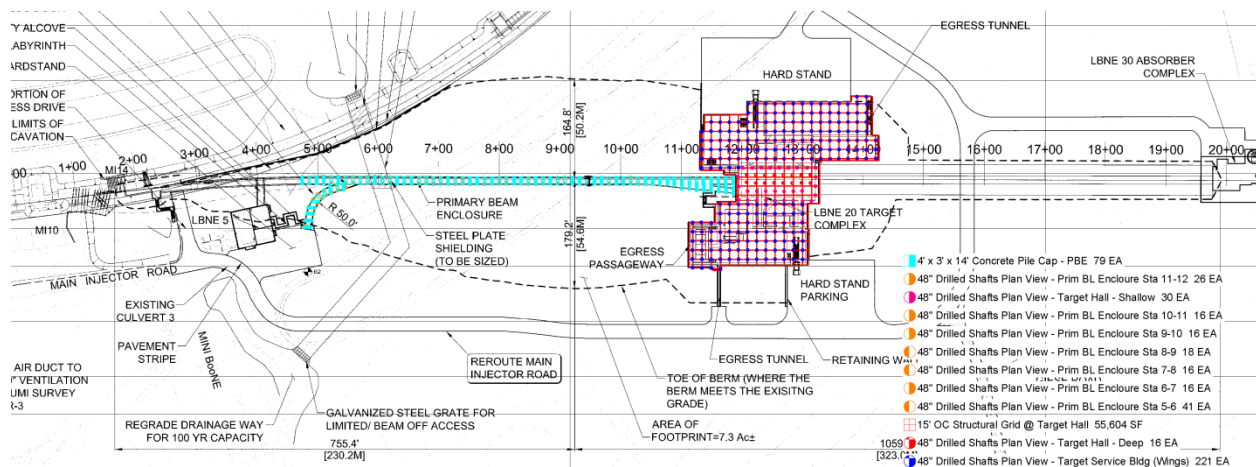 Y ALCOVE
LABYRINTH
ARDSTAND
ORTION OF
ESS DRIVE
LIMITS OF
CAVATION
1+00
2+00
3+00
4+00
5+00
6+00
7+00
8+00
9+00
10+00
11+00
12+00
13+00
14+00
15+00
16+00
17+00
18+00
19+00
20+00
MI14
MI10
LBNE 5
R 50.0'
PRIMARY BEAM
ENCLOSURE
STEEL PLATE
SHIELDING
(TO BE SIZED)
164.8'
[50.2M]
179.2'
[54.6M]
HARD STAND
EGRESS TUNNEL
LBNE 30 ABSORBER
COMPLEX
LBNE 20 TARGET
COMPLEX
EGRESS
PASSAGEWAY
HARD STAND
PARKING
MAIN INJECTOR ROAD
EXISTING
CULVERT 3
PAVEMENT
STRIPE
MINI BooNE
AIR DUCT TO
VENTILATION
UMI SURVEY
R-3
REGRADE DRAINAGE WAY
FOR 100 YR CAPACITY
GALVANIZED STEEL GRATE FOR
LIMITED/ BEAM OFF ACCESS
REROUTE MAIN
INJECTOR ROAD
TOE OF BERM (WHERE THE
BERM MEETS THE EXISITNG
GRADE)
AREA OF
FOOTPRINT=7.3 Ac±
EGRESS TUNNEL
RETAINING WALL
755.4'
[230.2M]
1059
[323.0
4' x 3' x 14' Concrete Pile Cap - PBE 79 EA
48" Drilled Shafts Plan View - Prim BL Encloure Sta 11-12 26 EA
48" Drilled Shafts Plan View - Target Hall - Shallow 30 EA
48" Drilled Shafts Plan View - Prim BL Encloure Sta 10-11 16 EA
48" Drilled Shafts Plan View - Prim BL Encloure Sta 9-10 16 EA
48" Drilled Shafts Plan View - Prim BL Encloure Sta 8-9 18 EA
48" Drilled Shafts Plan View - Prim BL Encloure Sta 7-8 16 EA
48" Drilled Shafts Plan View - Prim BL Encloure Sta 6-7 16 EA
48" Drilled Shafts Plan View - Prim BL Encloure Sta 5-6 41 EA
15' OC Structural Grid @ Target Hall 55,604 SF
48" Drilled Shafts Plan View - Target Hall - Deep 16 EA
48" Drilled Shafts Plan View - Target Service Bldg (Wings) 221 EA